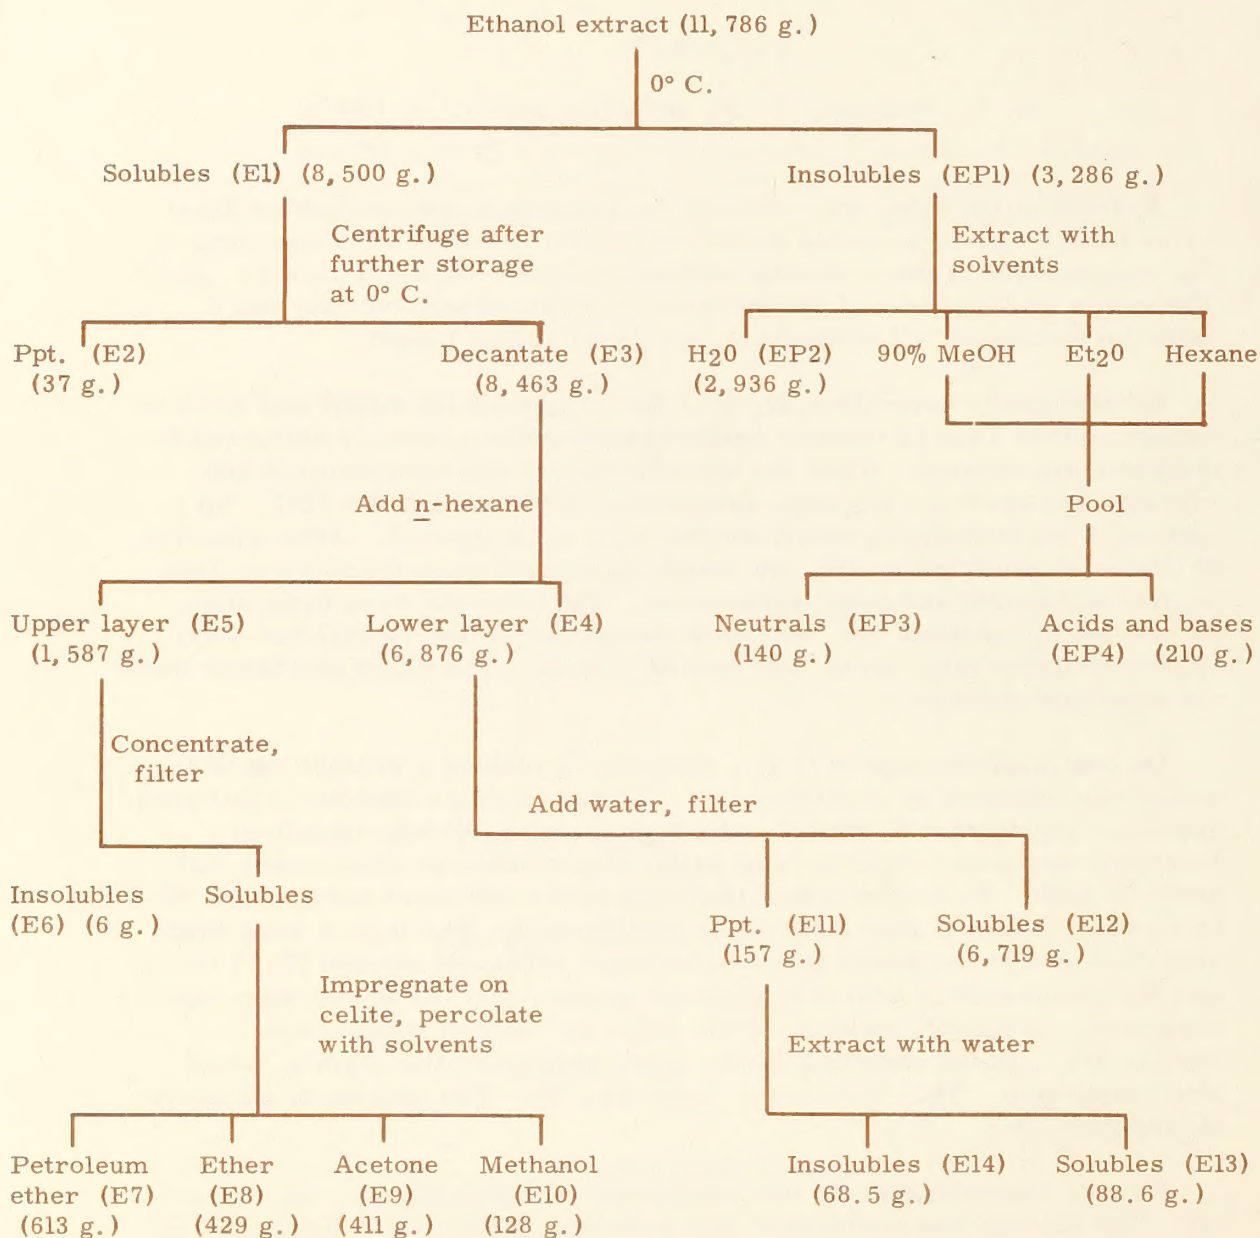 Ethanol extract (11, 786 g. )
0° C.
Solubles (E1) (8, 500 g. )
Insolubles (EP1) (3, 286 g. )
Centrifuge after
further storage
at 0° C.
Extract with
solvents
Ppt. (E2)
(37 g. )
Decantate (E3)
(8, 463 g. )
H20 (EP2)
(2, 936 g. )
90% MeOH
Et20
Hexane
Add n-hexane
Pool
Upper layer (E5)
(1, 587 g. )
Lower layer (E4)
(6, 876 g. )
Neutrals (EP3)
(140 g. )
Acids and bases
(EP4) (210 g. )
Concentrate,
filter
Add water, filter
Insolubles
(E6) (6 g. )
Solubles
Ppt. (E11)
(157 g. )
Solubles (E12)
(6, 719 g. )
Impregnate on
celite, percolate
with solvents
Extract with water
Petroleum
ether (E7)
(613 g. )
Ether
(E8)
(429 g. )
Acetone
(E9)
(411 g. )
Methanol
(E10)
(128 g. )
Insolubles (E14)
(68. 5 g. )
Solubles (E13)
(88. 6 g. )